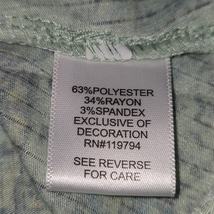 63%POLYESTER
34%RAYON
3%SPANDEX
EXCLUSIVE OF
DECORATION
RN#119794
SEE REVERSE
FOR CARE